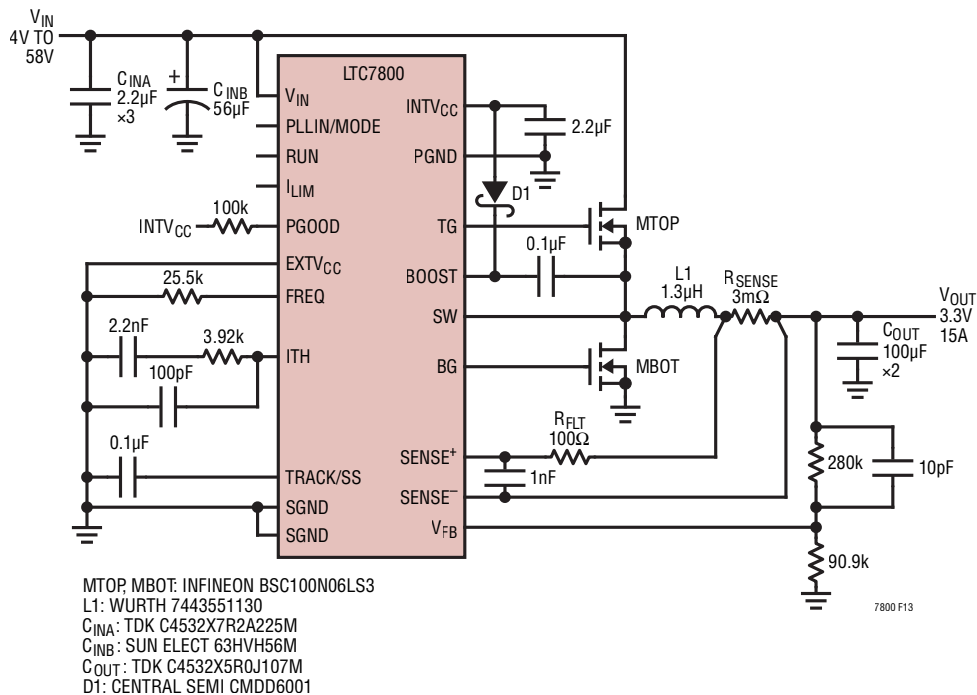 VIN
4V TO
58V
CINA
2.2µF
×3
+
CINB
56µF
LTC7800
VIN
PLLIN/MODE
RUN
ILIM
PGOOD
EXTVCC
FREQ
ITH
TRACK/SS
SGND
SGND
INTVCC
PGND
TG
BOOST
SW
BG
SENSE+
SENSE–
VFB
INTVCC
100k
25.5k
2.2nF
3.92k
100pF
0.1µF
2.2µF
D1
0.1µF
MTOP
L1
1.3µH
RSENSE
3mΩ
VOUT
3.3V
15A
COUT
100µF
×2
MBOT
RFLT
100Ω
1nF
280k
10pF
90.9k
MTOP, MBOT: INFINEON BSC100N06LS3
L1: WURTH 7443551130
CINA: TDK C4532X7R2A225M
CINB: SUN ELECT 63HVH56M
COUT: TDK C4532X5R0J107M
D1: CENTRAL SEMI CMDD6001
7800 F13